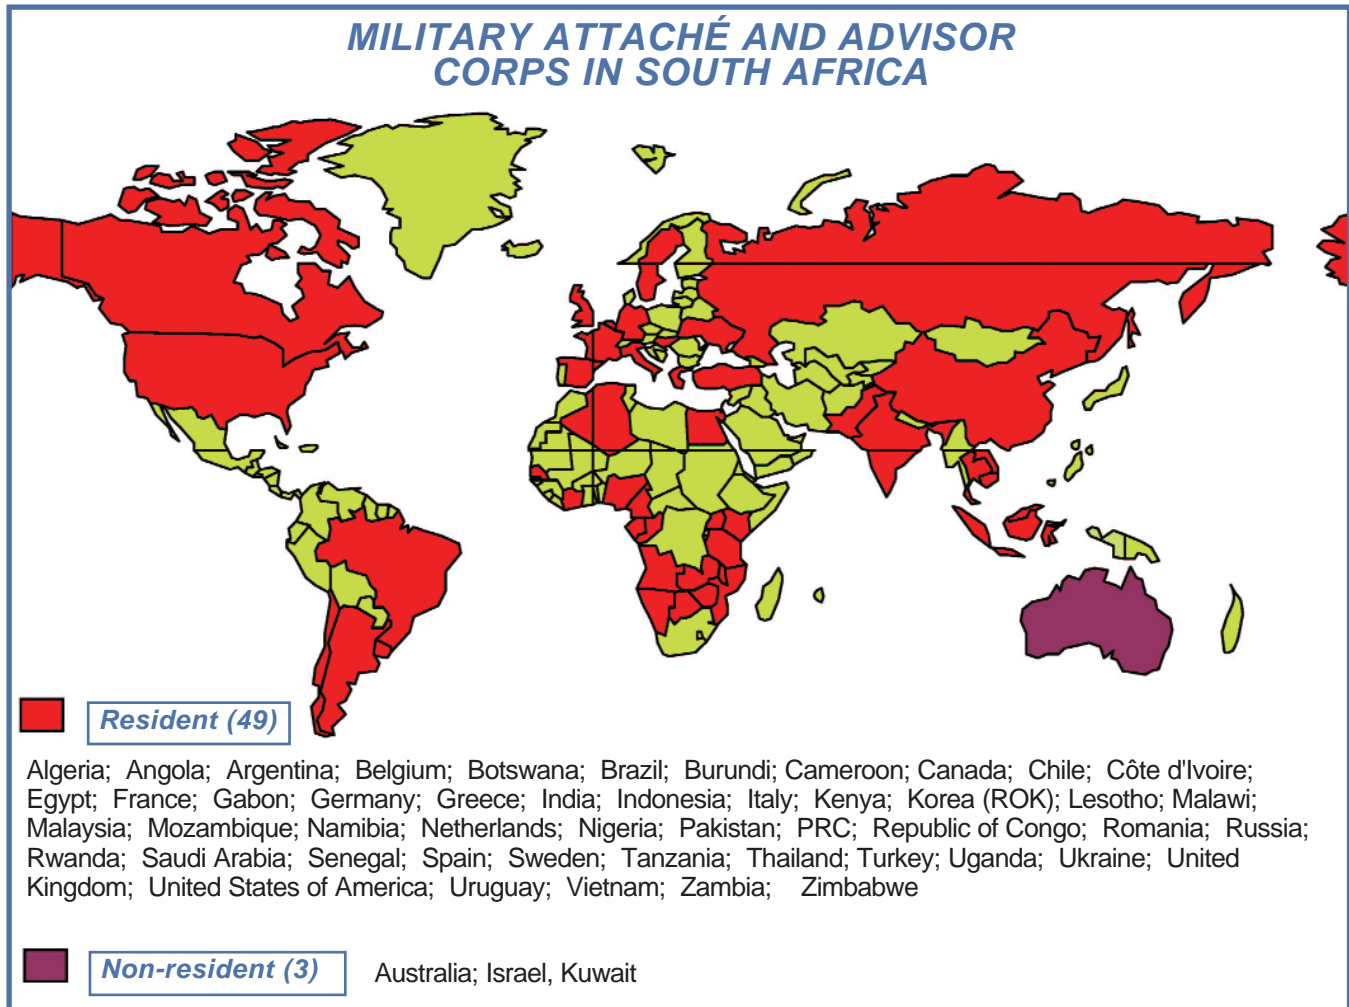 MILITARY ATTACHÉ AND ADVISOR
CORPS IN SOUTH AFRICA
Resident (49)
Algeria; Angola; Argentina; Belgium; Botswana; Brazil; Burundi; Cameroon; Canada; Chile; Côte d'Ivoire;
Egypt; France; Gabon; Germany; Greece; India; Indonesia; Italy; Kenya; Korea (ROK); Lesotho; Malawi;
Malaysia; Mozambique; Namibia; Netherlands; Nigeria; Pakistan; PRC; Republic of Congo; Romania; Russia;
Rwanda; Saudi Arabia; Senegal; Spain; Sweden; Tanzania; Thailand; Turkey; Uganda; Ukraine; United
Kingdom; United States of America; Uruguay; Vietnam; Zambia; Zimbabwe
Non-resident (3)
Australia; Israel, Kuwait